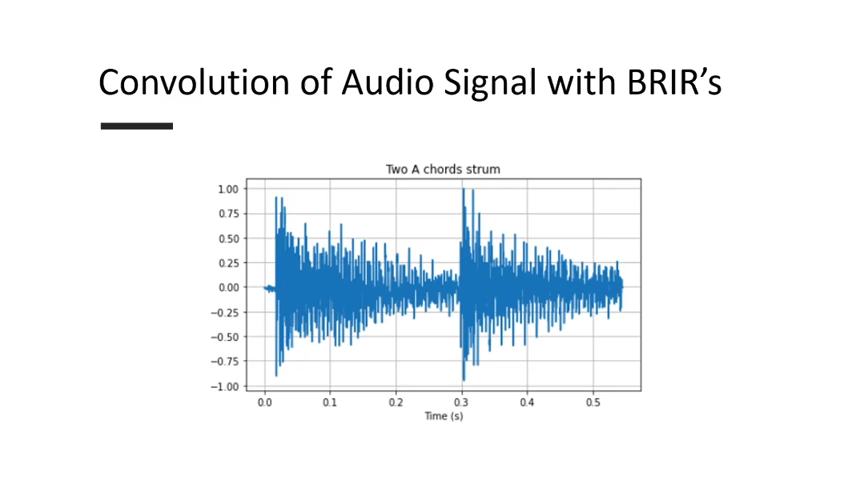 Convolution of Audio Signal with BRIR’s
Two A chords strum
1.00
0.75
0.50
0.25
0.00
−0.25
−0.50
−0.75
−1.00
0.0 0.1 0.2 0.3 0.4 0.5
Time (s)